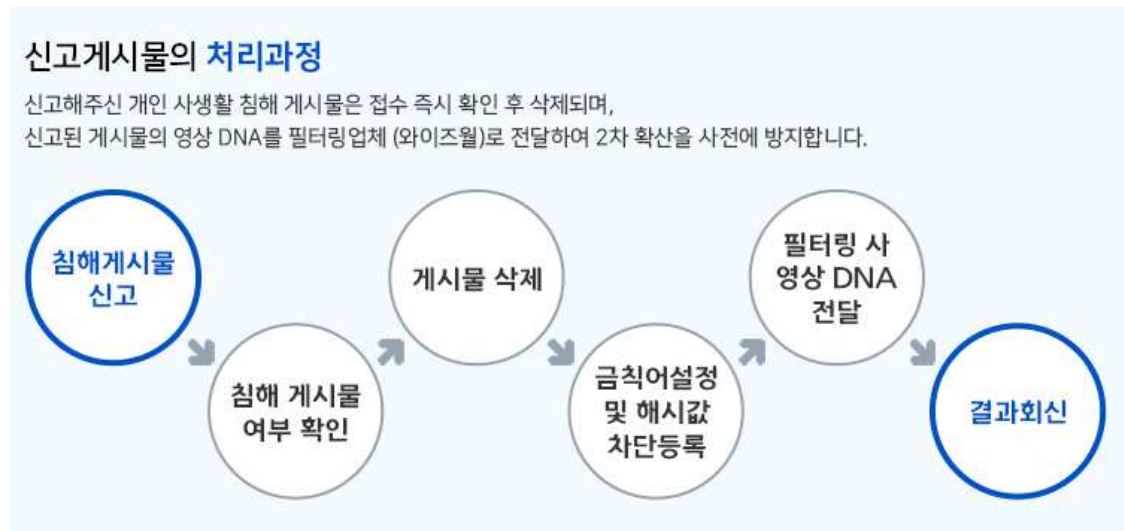 신고게시물의 처리과정
신고해주신 개인 사생활 침해 게시물은 접수 즉시 확인 후 삭제되며,
신고된 게시물의 영상 DNA를 필터링업체 (와이즈월)로 전달하여 2차 확산을 사전에 방지합니다.
침해게시물
신고
침해 게시물
여부 확인
게시물 삭제
금칙어설정
및 해시값
차단등록
필터링 사
영상 DNA
전달
결과회신